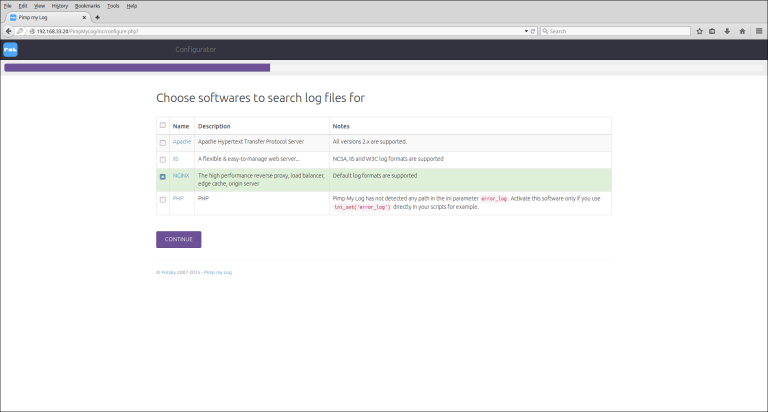 File Edit View History Bookmarks Tools Help
Pimp my Log
192.168.33.20/PimpMyLog/inc/configure.php?
Search
PmL
Configurator
Choose softwares to search log files for
Name Description Notes
Apache Apache Hypertext Transfer Protocol Server All versions 2.x are supported.
IIS A flexible & easy-to-manage web server... NCSA, IIS and W3C log formats are supported
NGINX The high performance reverse proxy, load balancer, Default log formats are supported
edge cache, origin server
PHP PHP Pimp My Log has not detected any path in the ini parameter error_log. Activate this software only if you use
ini_set('error_log') directly in your scripts for example.
CONTINUE
© Potsky 2007-2015 - Pimp my Log